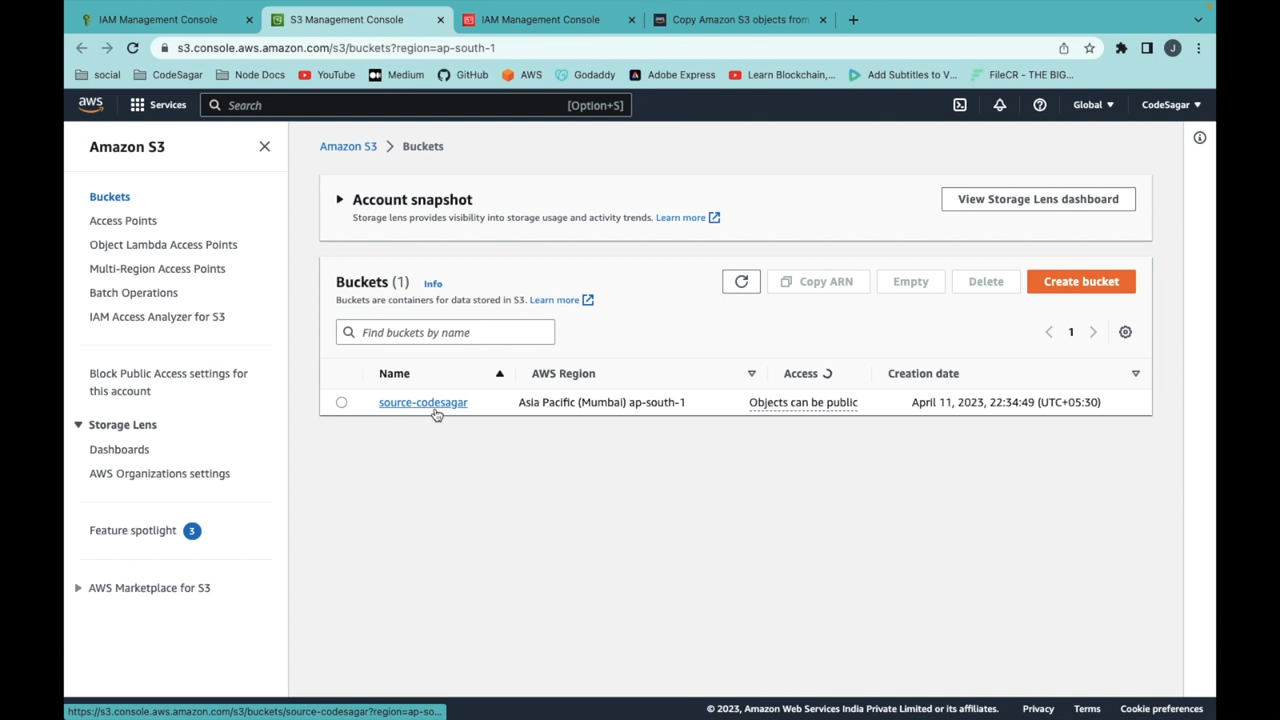 IAM Management Console
S3 Management Console
IAM Management Console
Copy Amazon S3 objects from
s3.console.aws.amazon.com/s3/buckets?region=ap-south-1
J
social
CodeSagar
Node Docs
YouTube
Medium
GitHub
AWS
Godaddy
Adobe Express
Learn Blockchain,...
Add Subtitles to V...
FileCR - THE BIG...
aws
Services
Search
[Option+S]
Global
CodeSagar
Amazon S3
Buckets
Access Points
Object Lambda Access Points
Multi-Region Access Points
Batch Operations
IAM Access Analyzer for S3
Block Public Access settings for
this account
Storage Lens
Dashboards
AWS Organizations settings
Feature spotlight 3
AWS Marketplace for S3
Amazon S3 > Buckets
Account snapshot
Storage lens provides visibility into storage usage and activity trends. Learn more
View Storage Lens dashboard
Buckets (1) Info
Buckets are containers for data stored in S3. Learn more
Copy ARN
Empty
Delete
Create bucket
Find buckets by name
1
Name
AWS Region
Access
Creation date
source-codesagar
Asia Pacific (Mumbai) ap-south-1
Objects can be public
April 11, 2023, 22:34:49 (UTC+05:30)
https://s3.console.aws.amazon.com/s3/buckets/source-codesagar?region=ap-so...
© 2023, Amazon Web Services India Private Limited or its affiliates.
Privacy
Terms
Cookie preferences